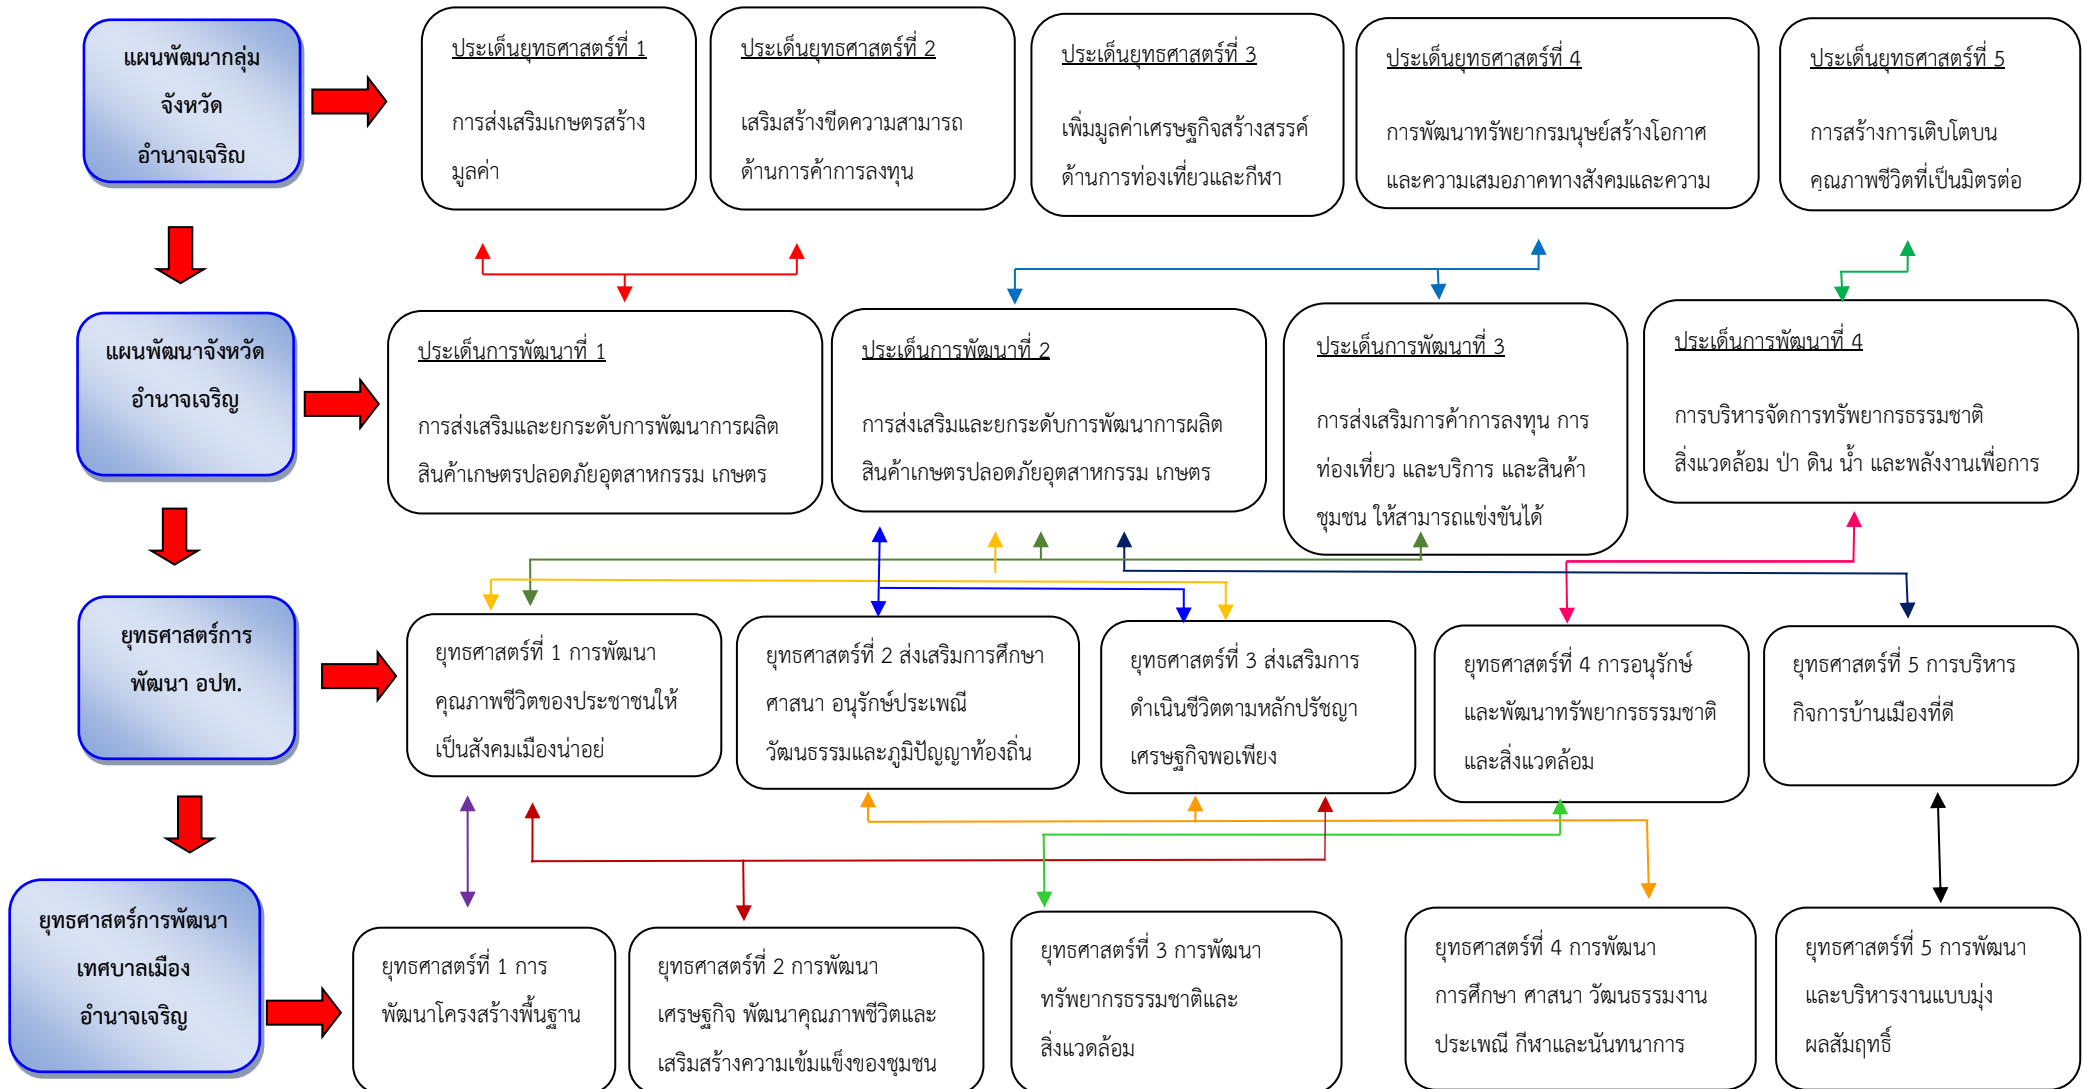 แผนพัฒนากลุ่ม
จังหวัด
อำนาจเจริญ
ประเด็นยุทธศาสตร์ที่ 1
การส่งเสริมเกษตรสร้าง
มูลค่า
ประเด็นยุทธศาสตร์ที่ 2
เสริมสร้างขีดความสามารถ
ด้านการค้าการลงทุน
ประเด็นยุทธศาสตร์ที่ 3
เพิ่มมูลค่าเศรษฐกิจสร้างสรรค์
ด้านการท่องเที่ยวและกีฬา
ประเด็นยุทธศาสตร์ที่ 4
การพัฒนาทรัพยากรมนุษย์สร้างโอกาศ
และความเสมอภาคทางสังคมและความ
ประเด็นยุทธศาสตร์ที่ 5
การสร้างการเติบโตบน
คุณภาพชีวิตที่เป็นมิตรต่อ
แผนพัฒนาจังหวัด
อำนาจเจริญ
ประเด็นการพัฒนาที่ 1
การส่งเสริมและยกระดับการพัฒนาการผลิต
สินค้าเกษตรปลอดภัยอุตสาหกรรม เกษตร
ประเด็นการพัฒนาที่ 2
การส่งเสริมและยกระดับการพัฒนาการผลิต
สินค้าเกษตรปลอดภัยอุตสาหกรรม เกษตร
ประเด็นการพัฒนาที่ 3
การส่งเสริมการค้าการลงทุน การ
ท่องเที่ยว และบริการ และสินค้า
ชุมชน ให้สามารถแข่งขันได้
ประเด็นการพัฒนาที่ 4
การบริหารจัดการทรัพยากรธรรมชาติ
สิ่งแวดล้อม ป่า ดิน น้ำ และพลังงานเพื่อการ
ยุทธศาสตร์การ
พัฒนา อปท.
ยุทธศาสตร์ที่ 1 การพัฒนา
คุณภาพชีวิตของประชาชนให้
เป็นสังคมเมืองน่าอย่
ยุทธศาสตร์ที่ 2 ส่งเสริมการศึกษา
ศาสนา อนุรักษ์ประเพณี
วัฒนธรรมและภูมิปัญญาท้องถิ่น
ยุทธศาสตร์ที่ 3 ส่งเสริมการ
ดำเนินชีวิตตามหลักปรัชญา
เศรษฐกิจพอเพียง
ยุทธศาสตร์ที่ 4 การอนุรักษ์
และพัฒนาทรัพยากรธรรมชาติ
และสิ่งแวดล้อม
ยุทธศาสตร์ที่ 5 การบริหาร
กิจการบ้านเมืองที่ดี
ยุทธศาสตร์การพัฒนา
เทศบาลเมือง
อำนาจเจริญ
ยุทธศาสตร์ที่ 1 การ
พัฒนาโครงสร้างพื้นฐาน
ยุทธศาสตร์ที่ 2 การพัฒนา
เศรษฐกิจ พัฒนาคุณภาพชีวิตและ
เสริมสร้างความเข้มแข็งของชุมชน
ยุทธศาสตร์ที่ 3 การพัฒนา
ทรัพยากรธรรมชาติและ
สิ่งแวดล้อม
ยุทธศาสตร์ที่ 4 การพัฒนา
การศึกษา ศาสนา วัฒนธรรมงาน
ประเพณี กีฬาและนันทนาการ
ยุทธศาสตร์ที่ 5 การพัฒนา
และบริหารงานแบบมุ่ง
ผลสัมฤทธิ์